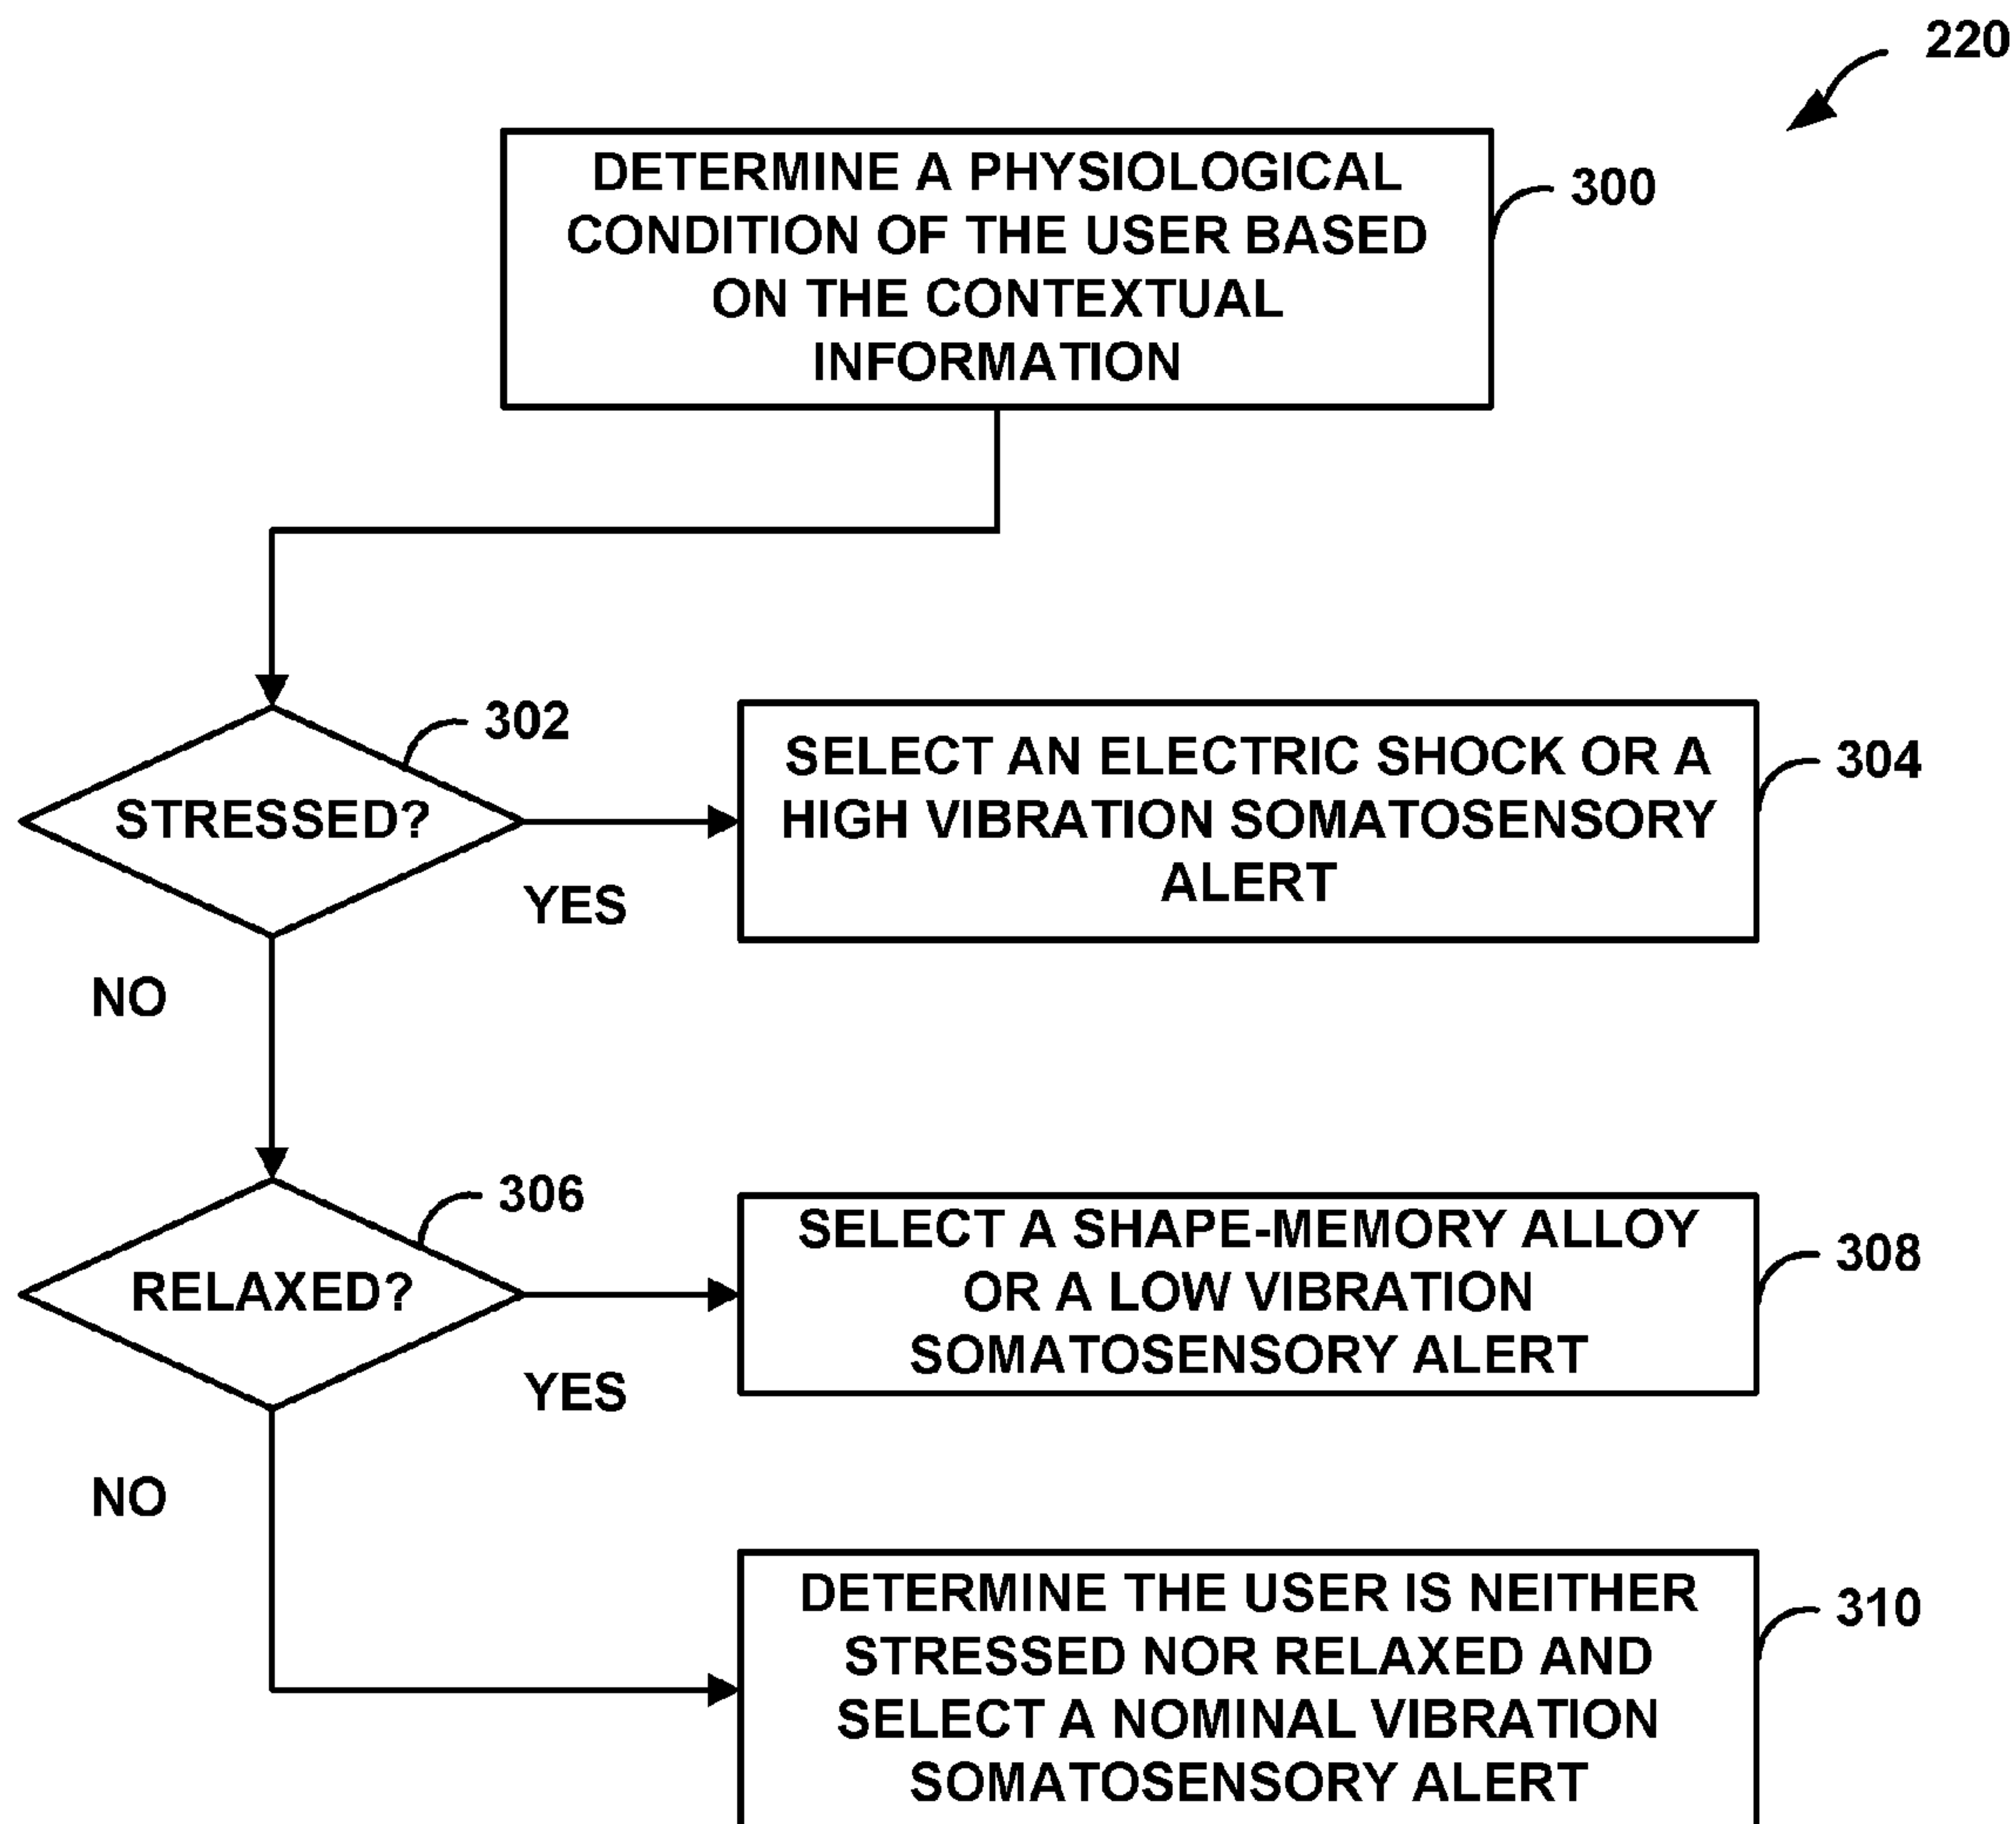 220
DETERMINE A PHYSIOLOGICAL
CONDITION OF THE USER BASED
ON THE CONTEXTUAL
INFORMATION
300
302
STRESSED?
YES
NO
SELECT AN ELECTRIC SHOCK OR A
HIGH VIBRATION SOMATOSENSORY
ALERT
304
306
RELAXED?
YES
NO
SELECT A SHAPE-MEMORY ALLOY
OR A LOW VIBRATION
SOMATOSENSORY ALERT
308
DETERMINE THE USER IS NEITHER
STRESSED NOR RELAXED AND
SELECT A NOMINAL VIBRATION
SOMATOSENSORY ALERT
310